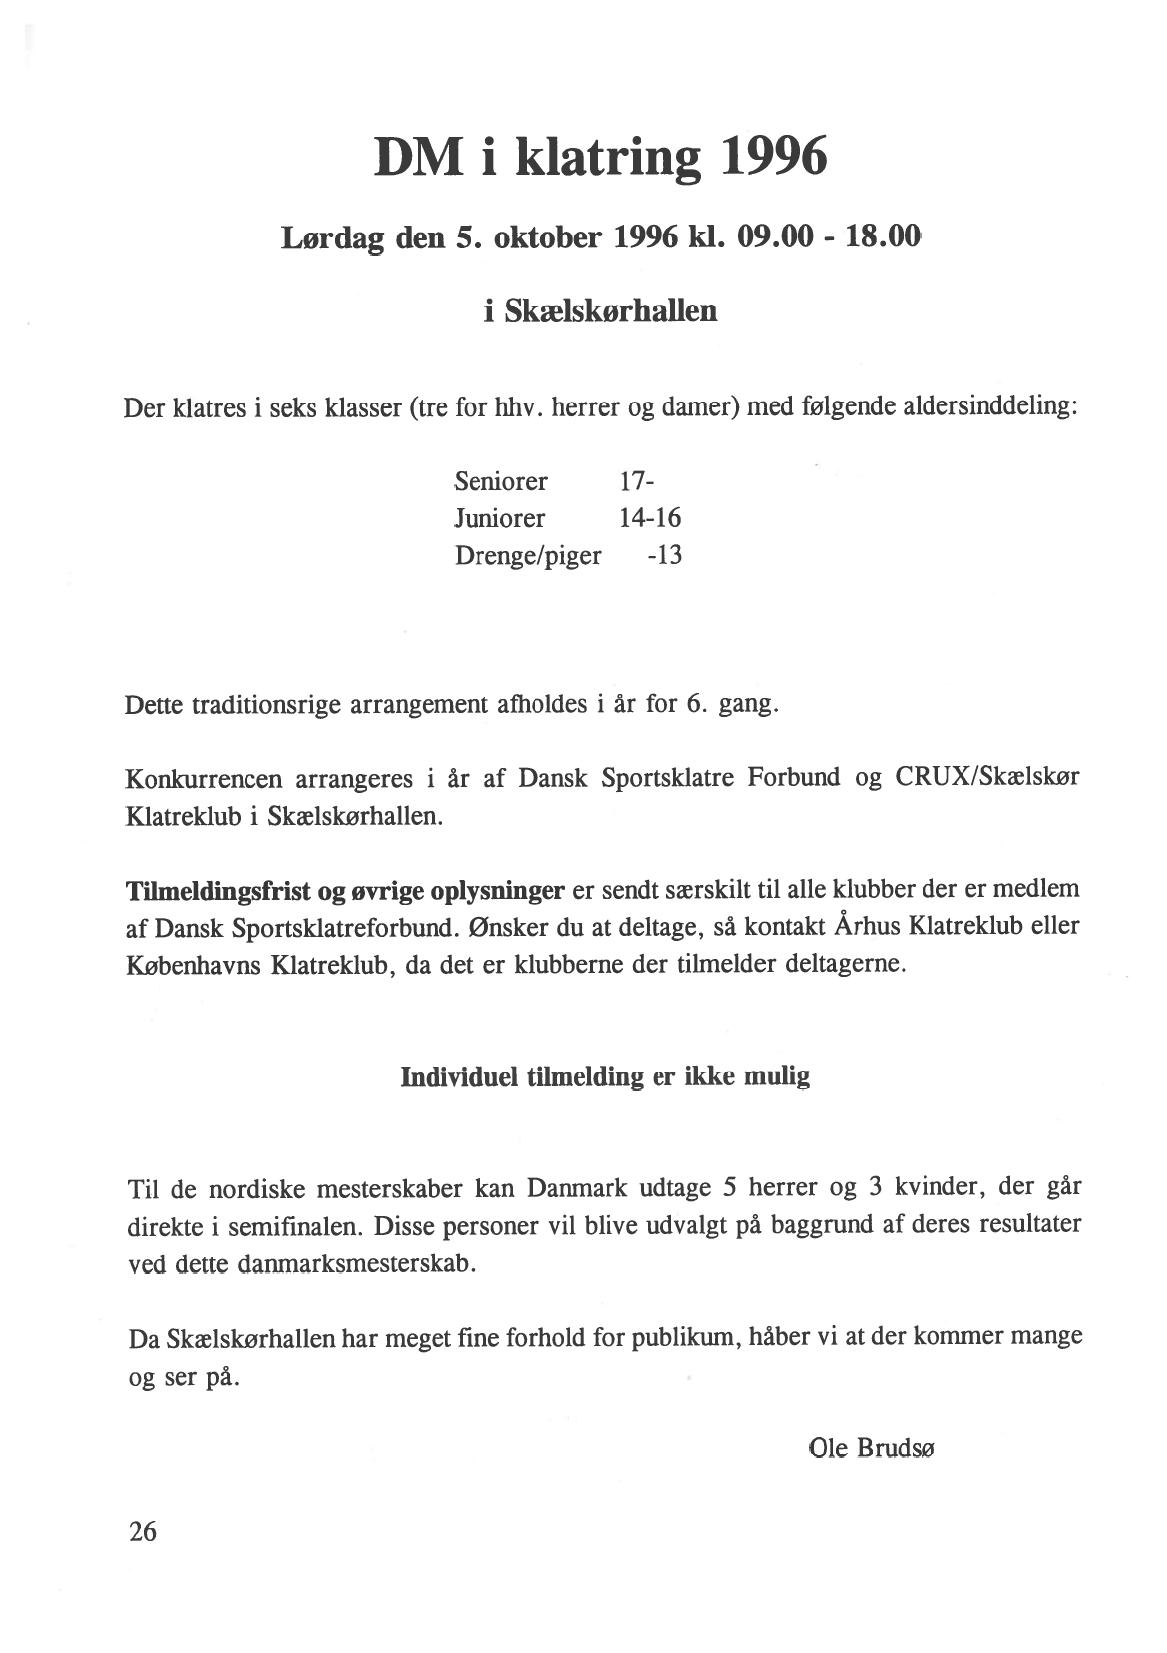 DM i klatring 1996
Lørdag den 5. oktober 1996 kl. 09.00 - 18.00
i Skælskørhallen
Der klatres i seks klasser (tre for hhv. herrer og damer) med følgende aldersinddeling:
Seniorer 17-
Juniorer 14-16
Drenge/piger -13
Dette traditionsrige arrangement afholdes i år for 6. gang.
Konkurrencen arrangeres i år af Dansk Sportsklatre Forbund og CRUX/Skælskør
Klatreklub i Skælskørhallen.
Tilmeldingsfrist og øvrige oplysninger er sendt særskilt til alle klubber der er medlem
af Dansk Sportsklatreforbund. Ønsker du at deltage, så kontakt Århus Klatreklub eller
Københavns Klatreklub, da det er klubberne der tilmelder deltagerne.
Individuel tilmelding er ikke mulig
Til de nordiske mesterskaber kan Danmark udtage 5 herrer og 3 kvinder, der går
direkte i semifinalen. Disse personer vil blive udvalgt på baggrund af deres resultater
ved dette danmarksmesterskab.
Da Skælskørhallen har meget fine forhold for publikum, håber vi at der kommer mange
og ser på.
Ole Brudsø
26